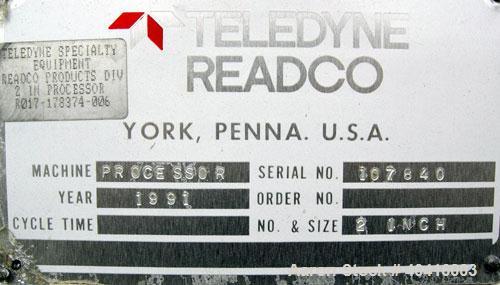 TELEDYNE
READCO
TELEDYNE SPECIALTY
EQUIPMENT
READCO PRODUCTS DIV
2 IN PROCESSOR
R017-178374-006
YORK, PENNA. U.S.A.
MACHINE PROCESSOR SERIAL NO. 107840
YEAR 1991 ORDER NO.
CYCLE TIME NO. & SIZE 2 INCH